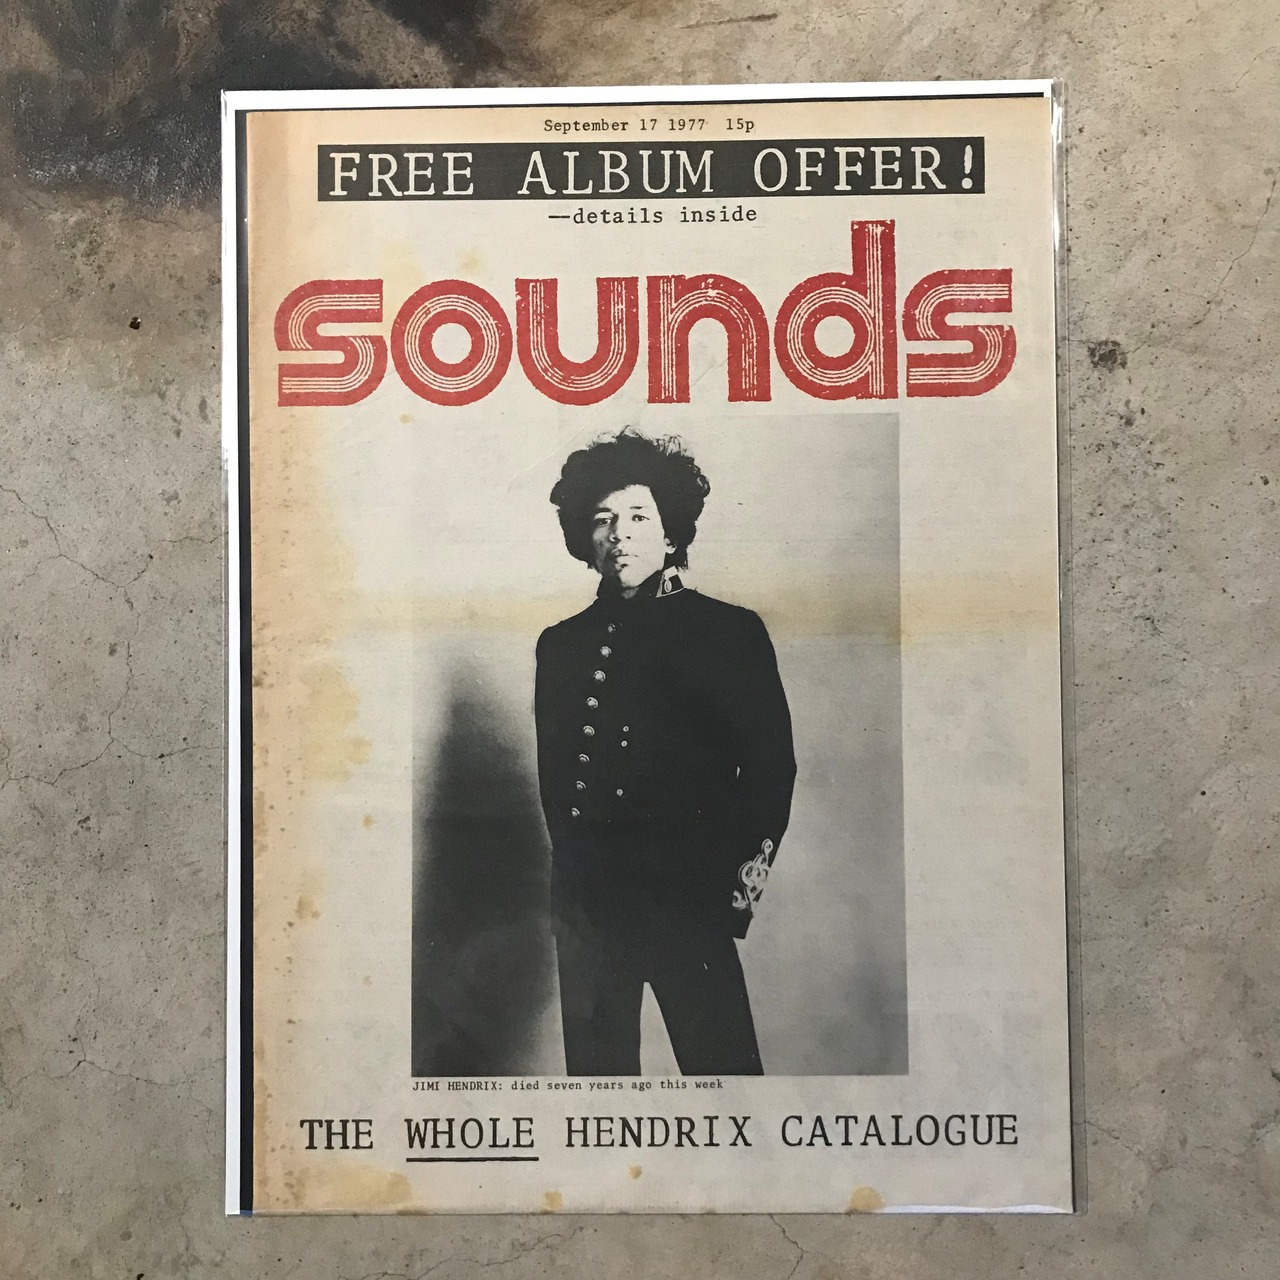 September 17 1977 15p
FREE ALBUM OFFER!
—details inside
sounds
JIMI HENDRIX: died seven years ago this week
THE WHOLE HENDRIX CATALOGUE